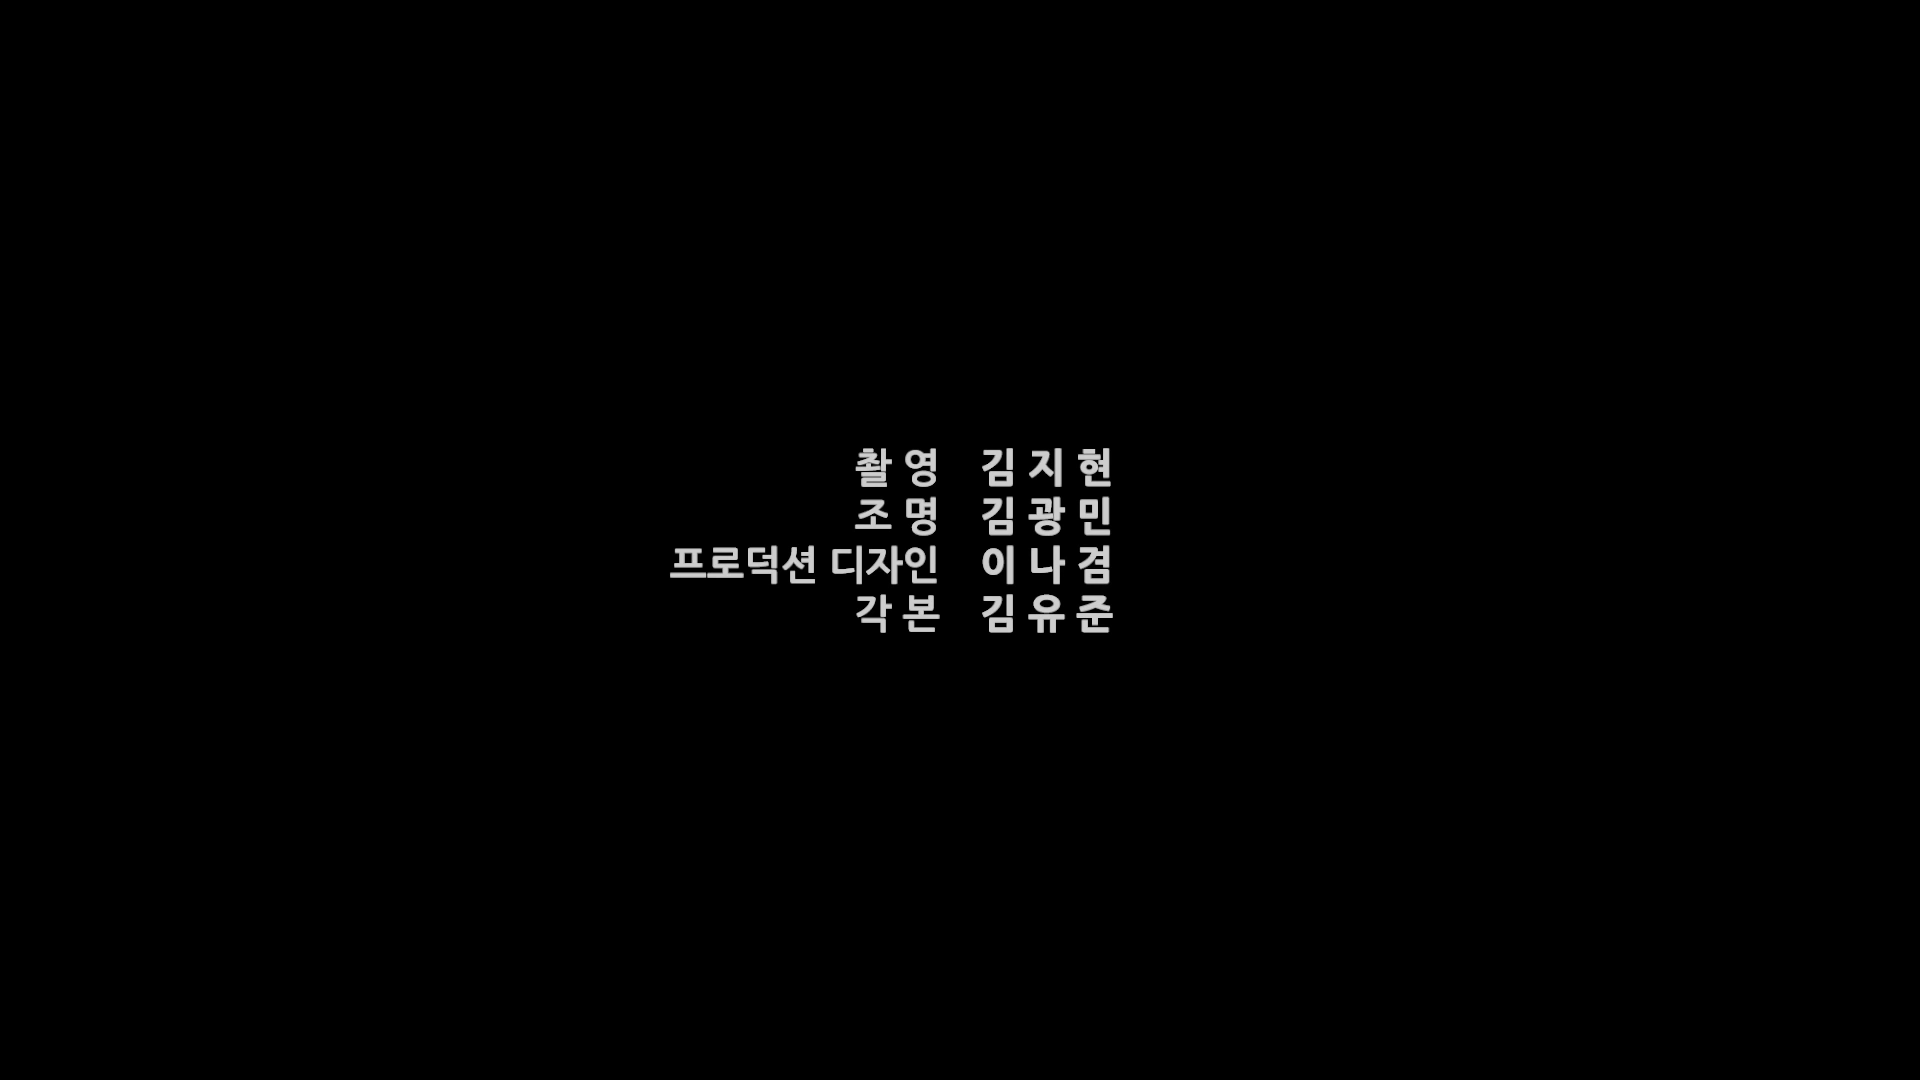 촬 영 김 지 현
조 명 김 광 민
프로덕션 디자인 이 나 겸
각 본 김 유 준